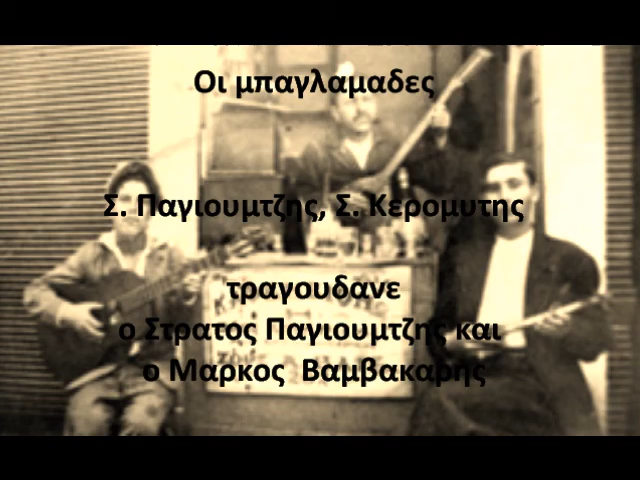 Οι μπαγλαμαδες
Σ. Παγιουμτζης, Σ. Κερομυτης
τραγουδανε
ο Στρατος Παγιουμτζης και
ο Μαρκος Βαμβακαρης